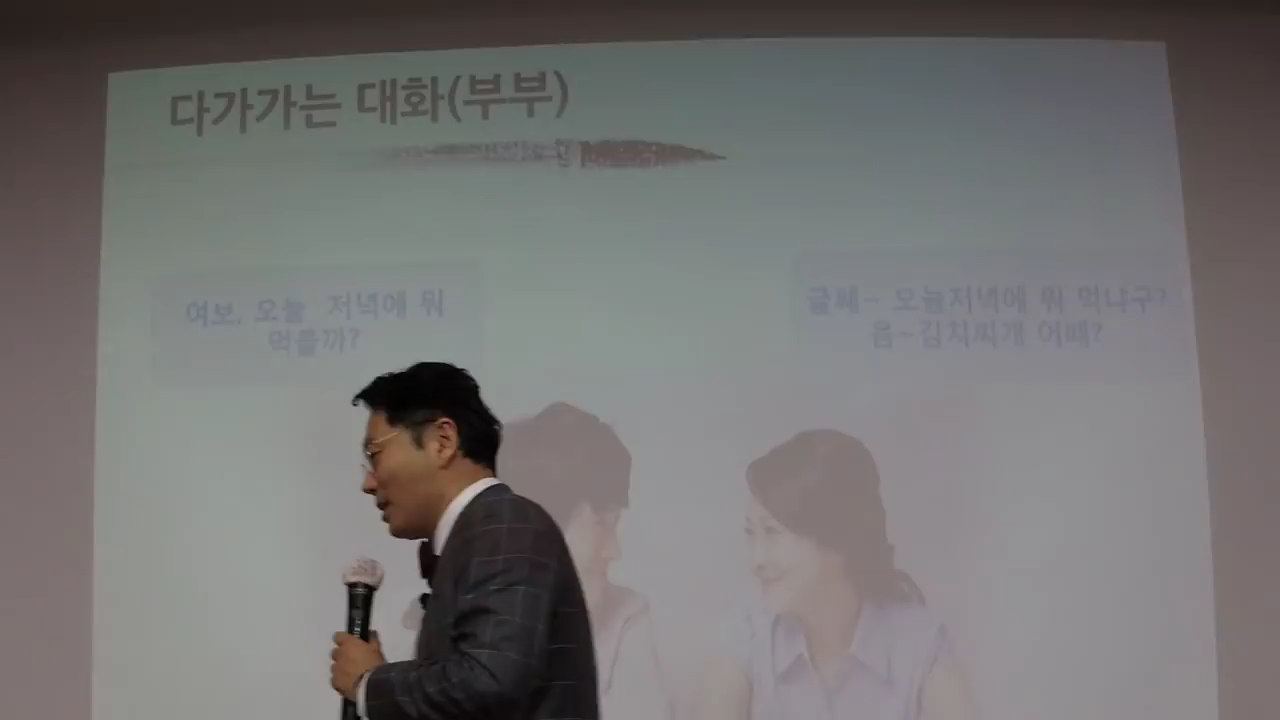 다가가는 대화(부부)
여보, 오늘 저녁에 뭐
먹을까?
글쎄~ 오늘저녁에 뭐 먹냐구?
음~김치찌개 어때?